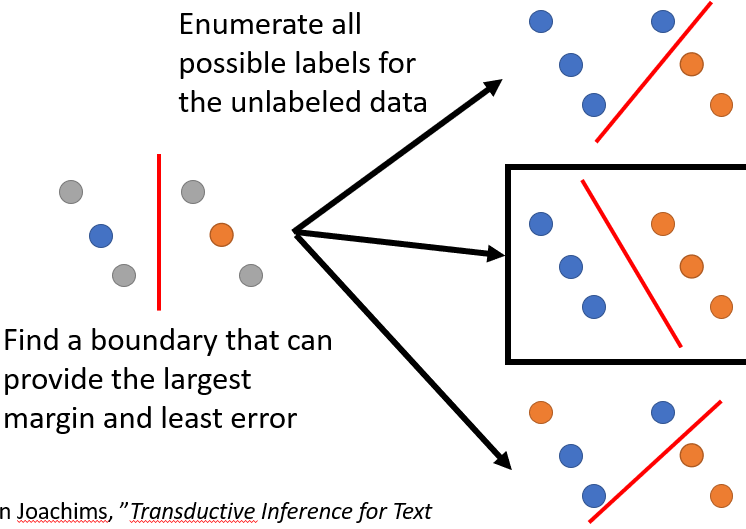 Enumerate all
possible labels for
the unlabeled data
Find a boundary that can
provide the largest
margin and least error
n Joachims, ”Transductive Inference for Text